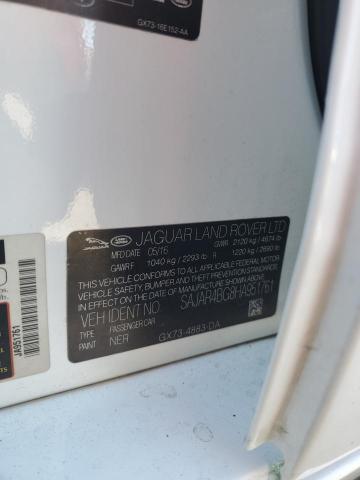 GX73-16E152-AA
JAGUAR LAND ROVER LTD
MFD DATE 05/16 GVWR 2120 kg / 4674 lb
GAWR F 1040 kg / 2293 lb R 1220 kg / 2690 lb
THIS VEHICLE CONFORMS TO ALL APPLICABLE FEDERAL MOTOR
VEHICLE SAFETY, BUMPER, AND THEFT PREVENTION STANDARDS
IN EFFECT ON THE DATE OF MANUFACTURE SHOWN ABOVE.
VEH IDENT No SAJAR4BG8HA951761
TYPE PASSENGER CAR
PAINT NER GX73-4883-DA
JA951761